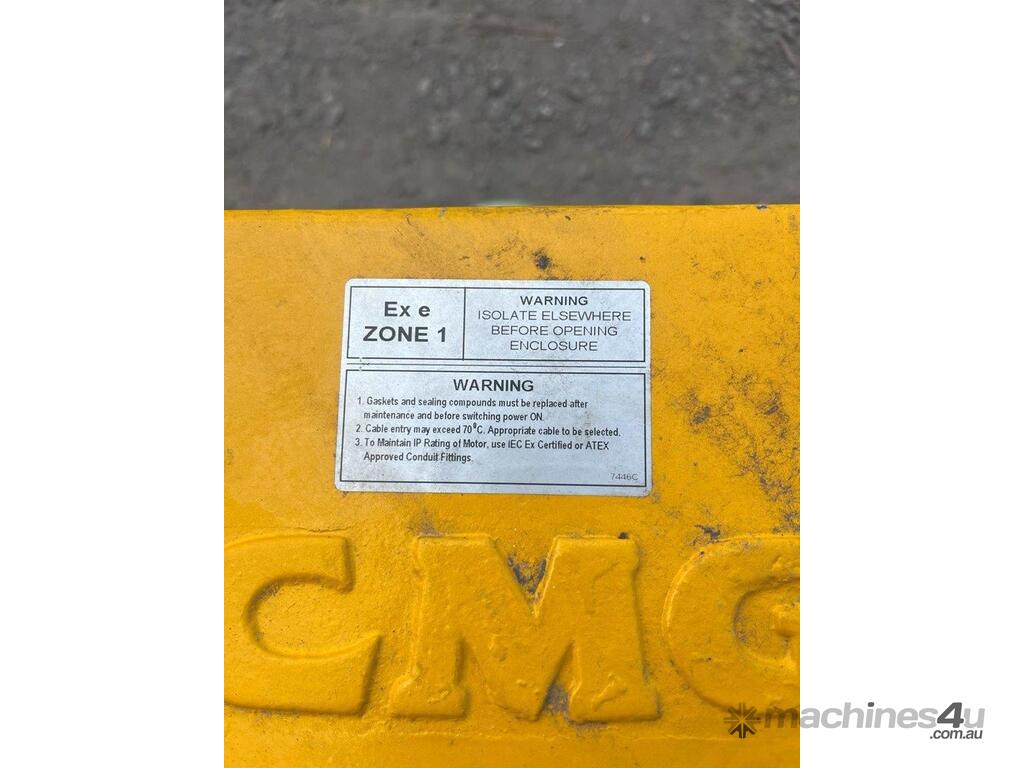 Ex e
ZONE 1
WARNING
ISOLATE ELSEWHERE
BEFORE OPENING
ENCLOSURE
WARNING
1. Gaskets and sealing compounds must be replaced after
maintenance and before switching power ON.
2. Cable entry may exceed 70°C. Appropriate cable to be selected.
3. To Maintain IP Rating of Motor, use IEC Ex Certified or ATEX
Approved Conduit Fittings.
7446C
CMG
machines4u
.com.au